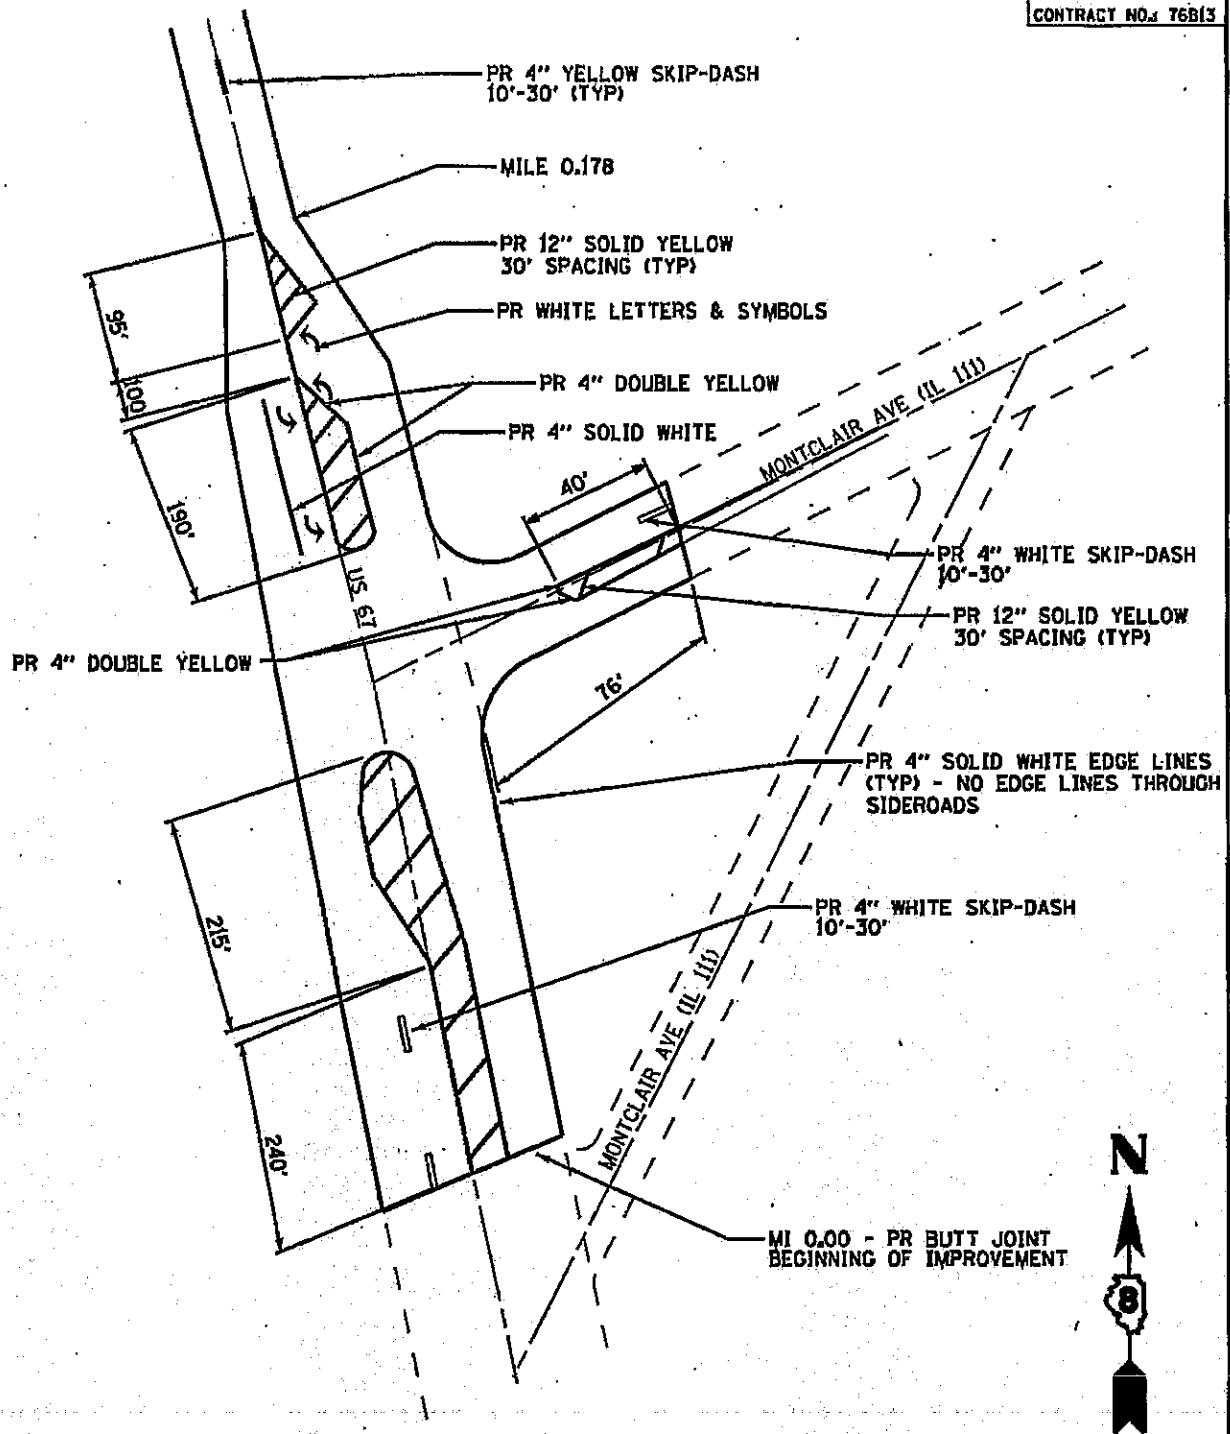 CONTRACT NO.: 76B13
PR 4" YELLOW SKIP-DASH
10'-30' (TYP)
MILE 0.178
PR 12" SOLID YELLOW
30' SPACING (TYP)
PR WHITE LETTERS & SYMBOLS
95'
100'
PR 4" DOUBLE YELLOW
PR 4" SOLID WHITE
MONTCLAIR AVE (IL 111)
40'
190'
US 67
PR 4" WHITE SKIP-DASH
10'-30'
PR 12" SOLID YELLOW
30' SPACING (TYP)
PR 4" DOUBLE YELLOW
76'
PR 4" SOLID WHITE EDGE LINES
(TYP) - NO EDGE LINES THROUGH
SIDEROADS
215'
PR 4" WHITE SKIP-DASH
10'-30'
MONTCLAIR AVE (IL 111)
240'
N
MI 0.00 - PR BUTT JOINT
BEGINNING OF IMPROVEMENT
8